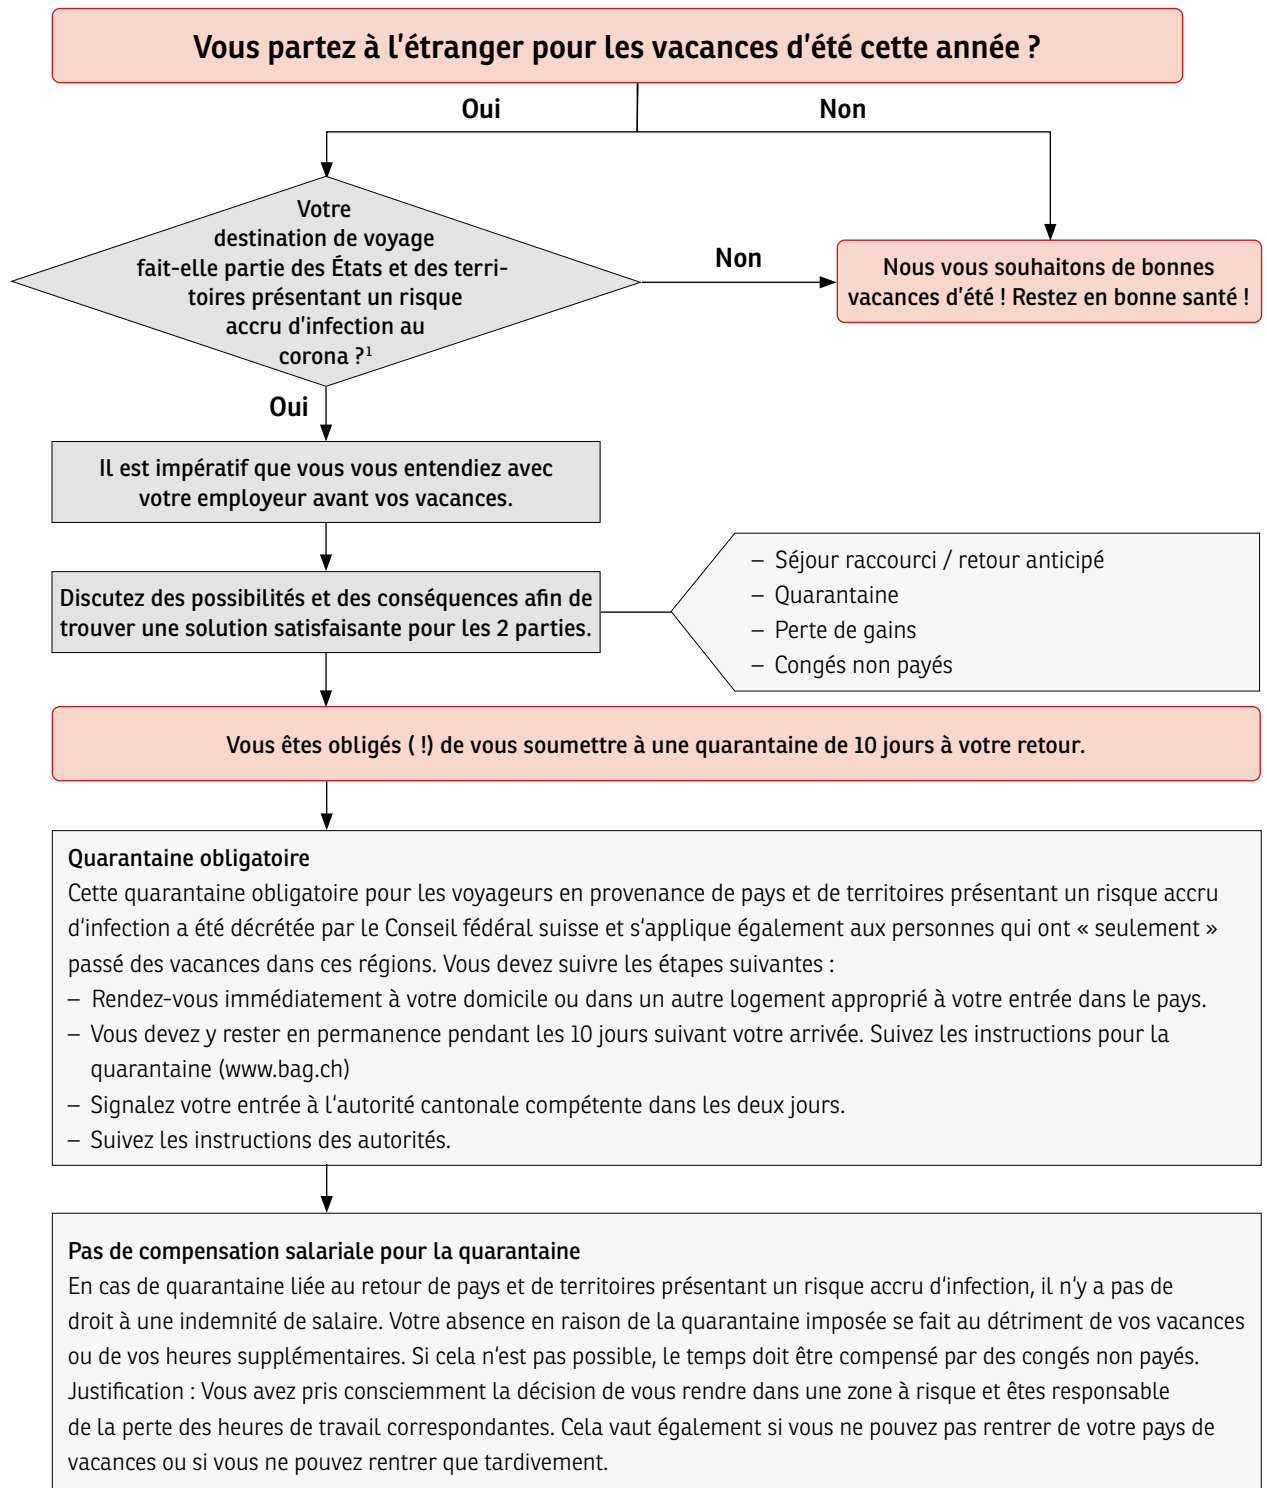 Vous partez à l'étranger pour les vacances d'été cette année ?
Oui
Non
Votre
destination de voyage
fait-elle partie des États et des terri-
toires présentant un risque
accru d'infection au
corona ?¹
Non
Nous vous souhaitons de bonnes
vacances d'été ! Restez en bonne santé !
Oui
Il est impératif que vous vous entendiez avec
votre employeur avant vos vacances.
Discutez des possibilités et des conséquences afin de
trouver une solution satisfaisante pour les 2 parties.
– Séjour raccourci / retour anticipé
– Quarantaine
– Perte de gains
– Congés non payés
Vous êtes obligés ( !) de vous soumettre à une quarantaine de 10 jours à votre retour.
Quarantaine obligatoire
Cette quarantaine obligatoire pour les voyageurs en provenance de pays et de territoires présentant un risque accru
d'infection a été décrétée par le Conseil fédéral suisse et s'applique également aux personnes qui ont « seulement »
passé des vacances dans ces régions. Vous devez suivre les étapes suivantes :
– Rendez-vous immédiatement à votre domicile ou dans un autre logement approprié à votre entrée dans le pays.
– Vous devez y rester en permanence pendant les 10 jours suivant votre arrivée. Suivez les instructions pour la
quarantaine (www.bag.ch)
– Signalez votre entrée à l'autorité cantonale compétente dans les deux jours.
– Suivez les instructions des autorités.
Pas de compensation salariale pour la quarantaine
En cas de quarantaine liée au retour de pays et de territoires présentant un risque accru d'infection, il n'y a pas de
droit à une indemnité de salaire. Votre absence en raison de la quarantaine imposée se fait au détriment de vos vacances
ou de vos heures supplémentaires. Si cela n'est pas possible, le temps doit être compensé par des congés non payés.
Justification : Vous avez pris consciemment la décision de vous rendre dans une zone à risque et êtes responsable
de la perte des heures de travail correspondantes. Cela vaut également si vous ne pouvez pas rentrer de votre pays de
vacances ou si vous ne pouvez rentrer que tardivement.